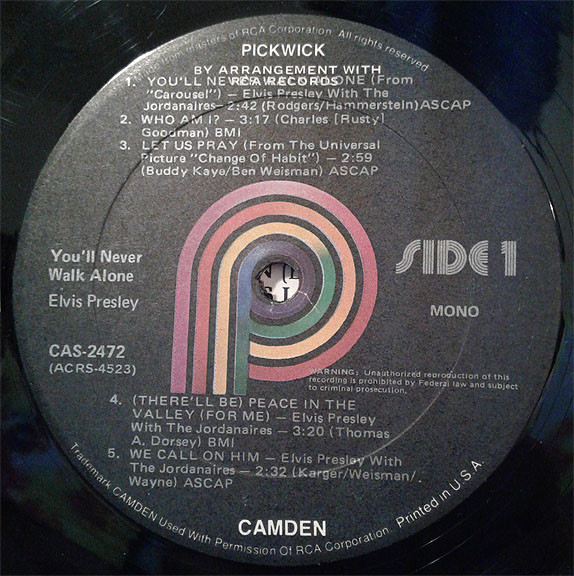 masters of RCA Corporation. All rights reserved.
PICKWICK
BY ARRANGEMENT WITH
RCA RECORDS
1. YOU'LL NEVER WALK ALONE (From
"Carousel") — Elvis Presley With The
Jordanaires — 2:42 (Rodgers/Hammerstein) ASCAP
2. WHO AM I? — 3:17 (Charles [Rusty]
Goodman) BMI
3. LET US PRAY (From The Universal
Picture "Change Of Habit") — 2:59
(Buddy Kaye/Ben Weisman) ASCAP
You'll Never
Walk Alone
Elvis Presley
SIDE 1
MONO
CAS-2472
(ACRS-4523)
WARNING: Unauthorized reproduction of this
recording is prohibited by Federal law and subject
to criminal prosecution.
4. (THERE'LL BE) PEACE IN THE
VALLEY (FOR ME) — Elvis Presley
With The Jordanaires — 3:20 (Thomas
A. Dorsey) BMI
5. WE CALL ON HIM — Elvis Presley With
The Jordanaires — 2:32 (Karger/Weisman/
Wayne) ASCAP
CAMDEN
Trademark CAMDEN Used With Permission Of RCA Corporation. Printed in U.S.A.